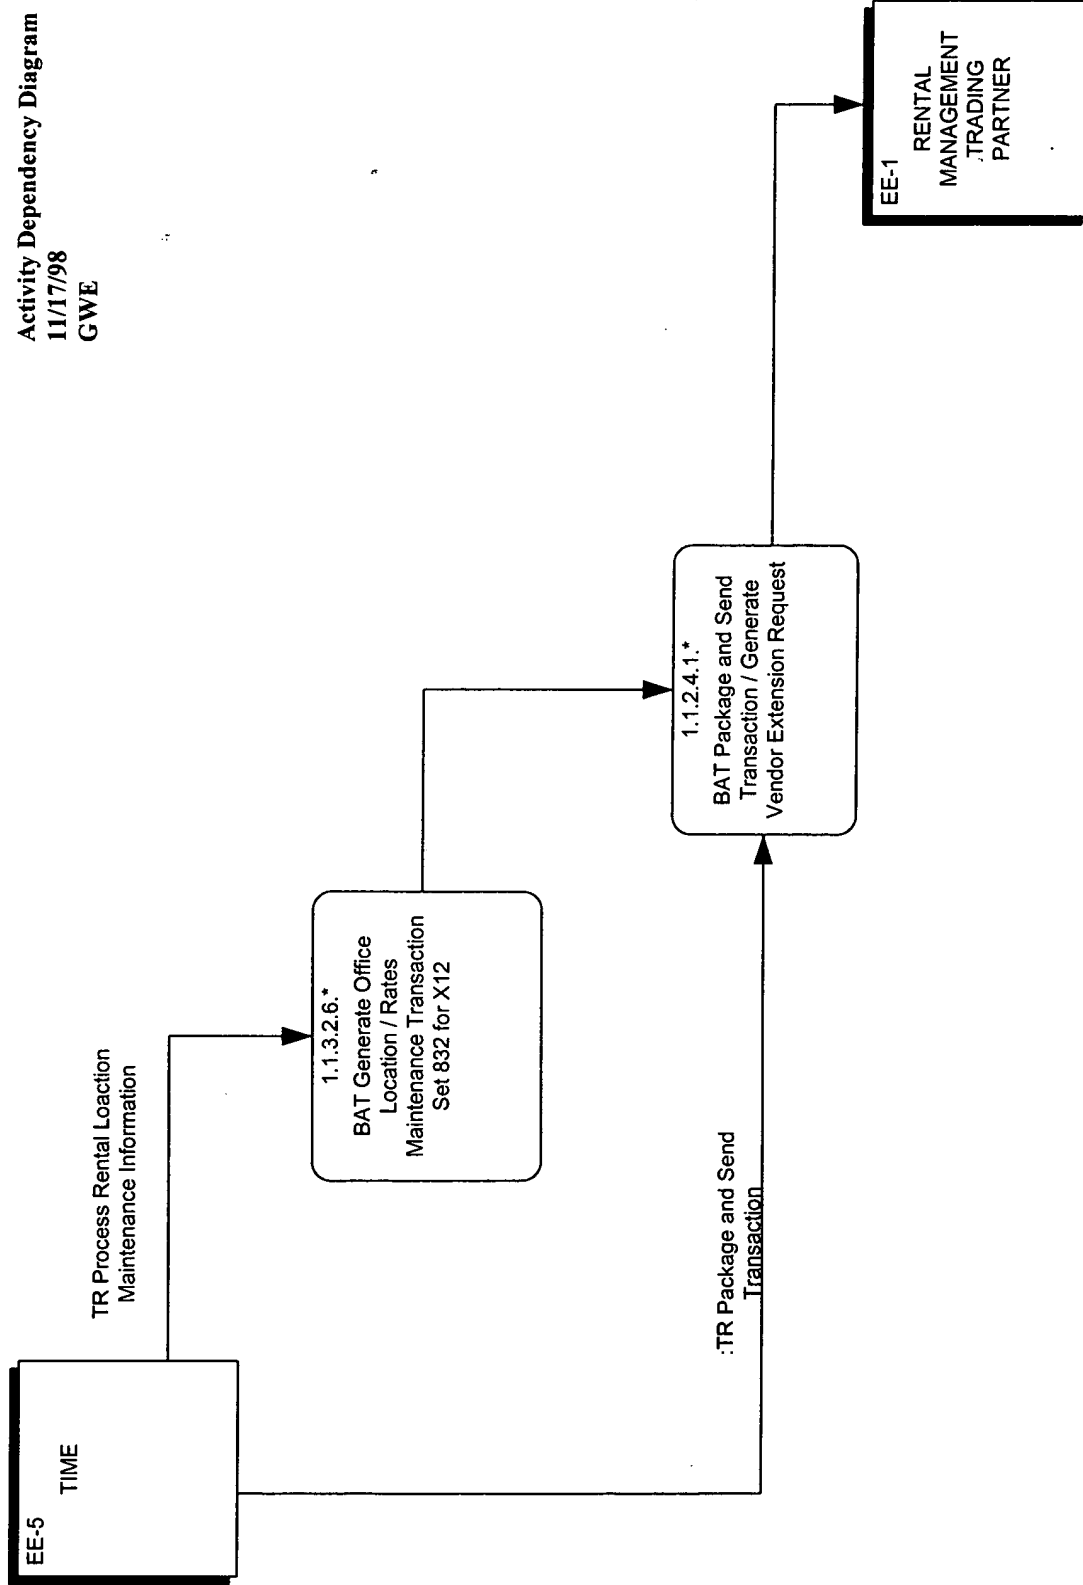 Activity Dependency Diagram
11/17/98
GWE
EE-5
TIME
TR Process Rental Loaction
Maintenance Information
1.1.3.2.6.*
BAT Generate Office
Location / Rates
Maintenance Transaction
Set 832 for X12
:TR Package and Send
Transaction
1.1.2.4.1.*
BAT Package and Send
Transaction / Generate
Vendor Extension Request
EE-1
RENTAL
MANAGEMENT
.TRADING
PARTNER